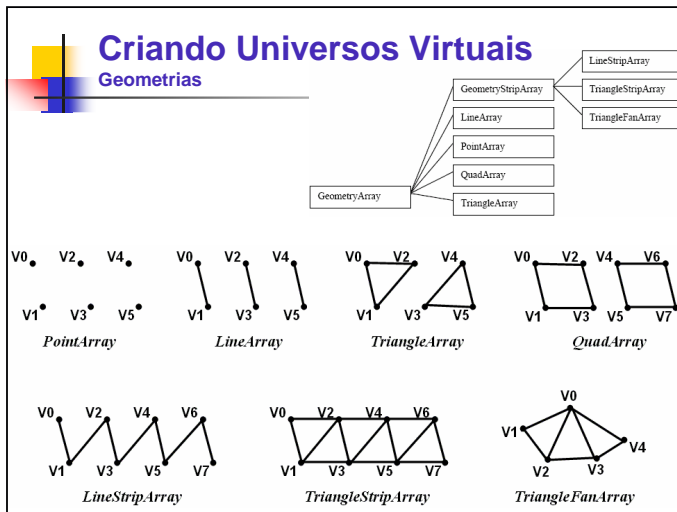 Criando Universos Virtuais
Geometrias
LineStripArray
GeometryStripArray
TriangleStripArray
LineArray
TriangleFanArray
PointArray
QuadArray
GeometryArray
TriangleArray
V0 V2 V4
V1 V3 V5
PointArray
V0 V2 V4
V1 V3 V5
LineArray
V0 V2 V4
V1 V3 V5
TriangleArray
V0 V2 V4 V6
V1 V3 V5 V7
QuadArray
V0 V2 V4 V6
V1 V3 V5 V7
LineStripArray
V0 V2 V4 V6
V1 V3 V5 V7
TriangleStripArray
V0
V1
V4
V2 V3
TriangleFanArray